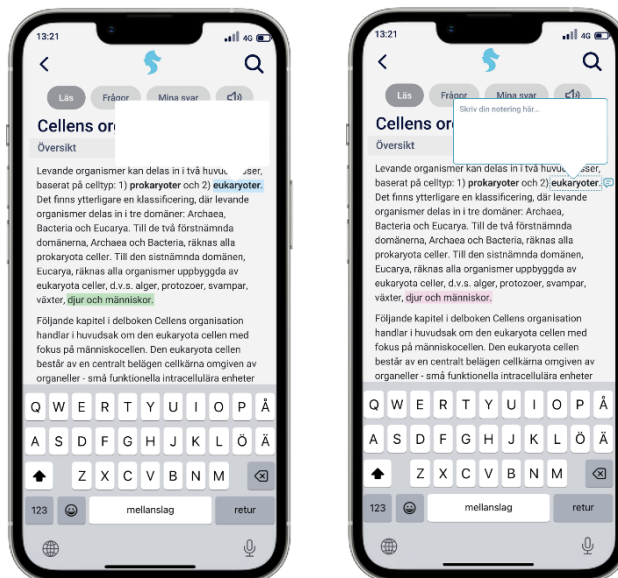 13:21
4G
Läs
Frågor
Mina svar
Cellens
Översikt
Levande organismer kan delas in i två
baserat på celltyp: 1) prokaryoter och 2) eukaryoter.
Det finns ytterligare en klassificering, där levande
organismer delas in i tre domäner: Archaea,
Bacteria och Eucarya. Till de två förstnämnda
domänerna, Archaea och Bacteria, räknas alla
prokaryota celler. Till den sistnämnda domänen,
Eucarya, räknas alla organismer uppbyggda av
eukaryota celler, d.v.s. alger, protozoer, svampar,
växter, djur och människor.
Följande kapitel i delboken Cellens organisation
handlar i huvudsak om den eukaryota cellen med
fokus på människocellen. Den eukaryota cellen
består av en centralt belägen cellkärna omgiven av
organeller - små funktionella intracellulära enheter
Q W E R T Y U I O P Å
A S D F G H J K L Ö Ä
Z X C V B N M
123
mellanslag
retur
13:21
4G
Läs
Frågor
Mina svar
Skriv din notering här...
Cellens
Översikt
Levande organismer kan delas in i två
baserat på celltyp: 1) prokaryoter och 2) eukaryoter.
Det finns ytterligare en klassificering, där levande
organismer delas in i tre domäner: Archaea,
Bacteria och Eucarya. Till de två förstnämnda
domänerna, Archaea och Bacteria, räknas alla
prokaryota celler. Till den sistnämnda domänen,
Eucarya, räknas alla organismer uppbyggda av
eukaryota celler, d.v.s. alger, protozoer, svampar,
växter, djur och människor.
Följande kapitel i delboken Cellens organisation
handlar i huvudsak om den eukaryota cellen med
fokus på människocellen. Den eukaryota cellen
består av en centralt belägen cellkärna omgiven av
organeller - små funktionella intracellulära enheter
Q W E R T Y U I O P Å
A S D F G H J K L Ö Ä
Z X C V B N M
123
mellanslag
retur